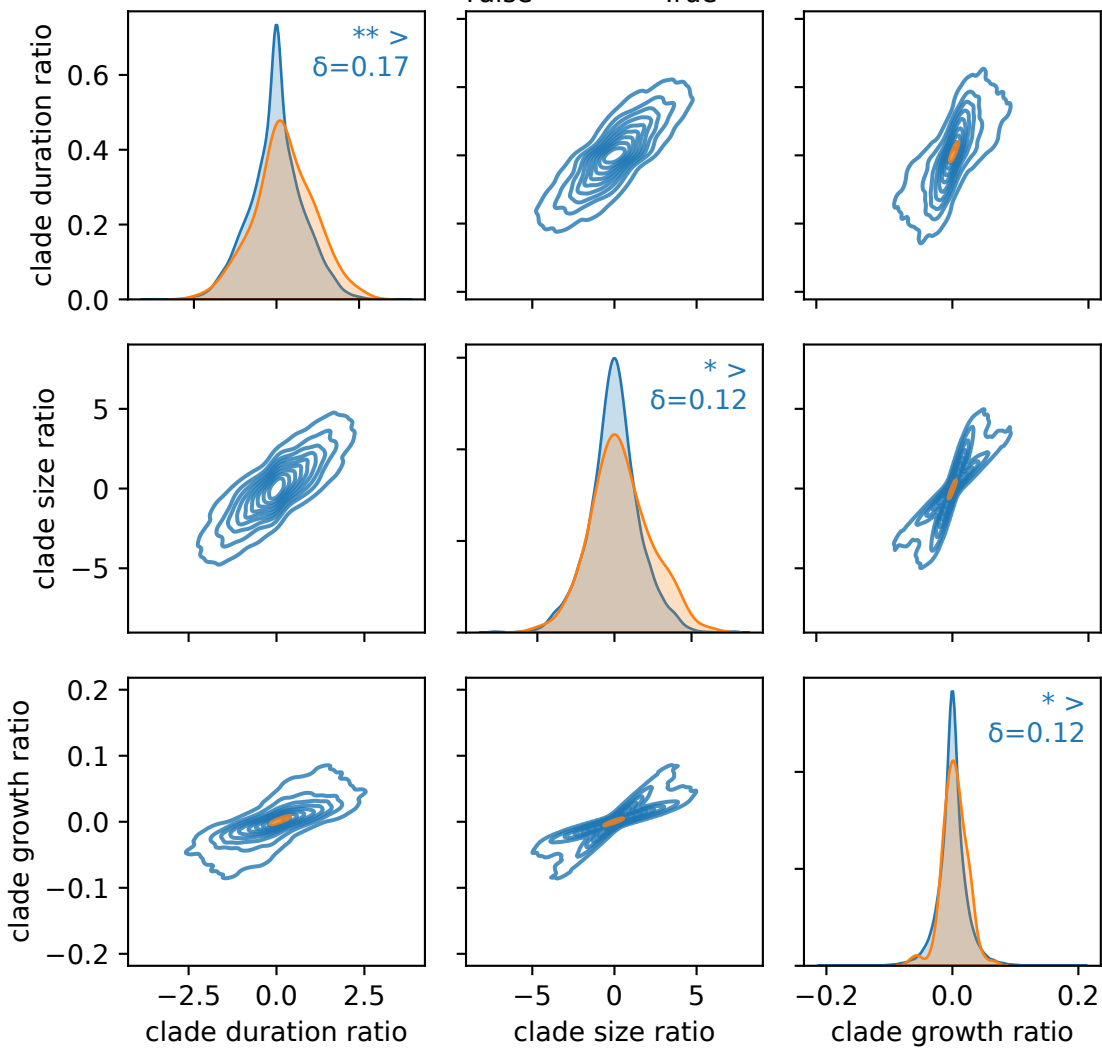 clade duration ratio
0.6
0.4
0.2
0.0
** >
δ=0.17
clade size ratio
5
0
−5
* >
δ=0.12
clade growth ratio
0.2
0.1
0.0
−0.1
−0.2
* >
δ=0.12
−2.5 0.0 2.5
−5 0 5
−0.2 0.0 0.2
clade duration ratio
clade size ratio
clade growth ratio